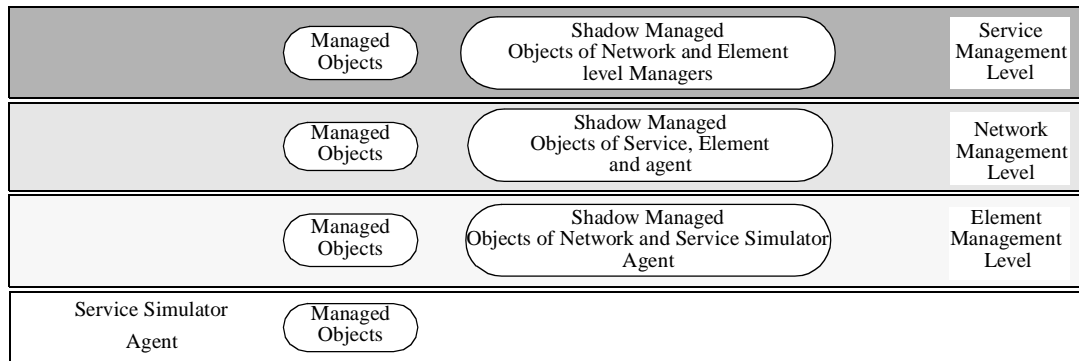 Managed
Objects
Shadow Managed
Objects of Network and Element
level Managers
Service
Management
Level
Managed
Objects
Shadow Managed
Objects of Service, Element
and agent
Network
Management
Level
Managed
Objects
Shadow Managed
Objects of Network and Service Simulator
Agent
Element
Management
Level
Service Simulator
Agent
Managed
Objects